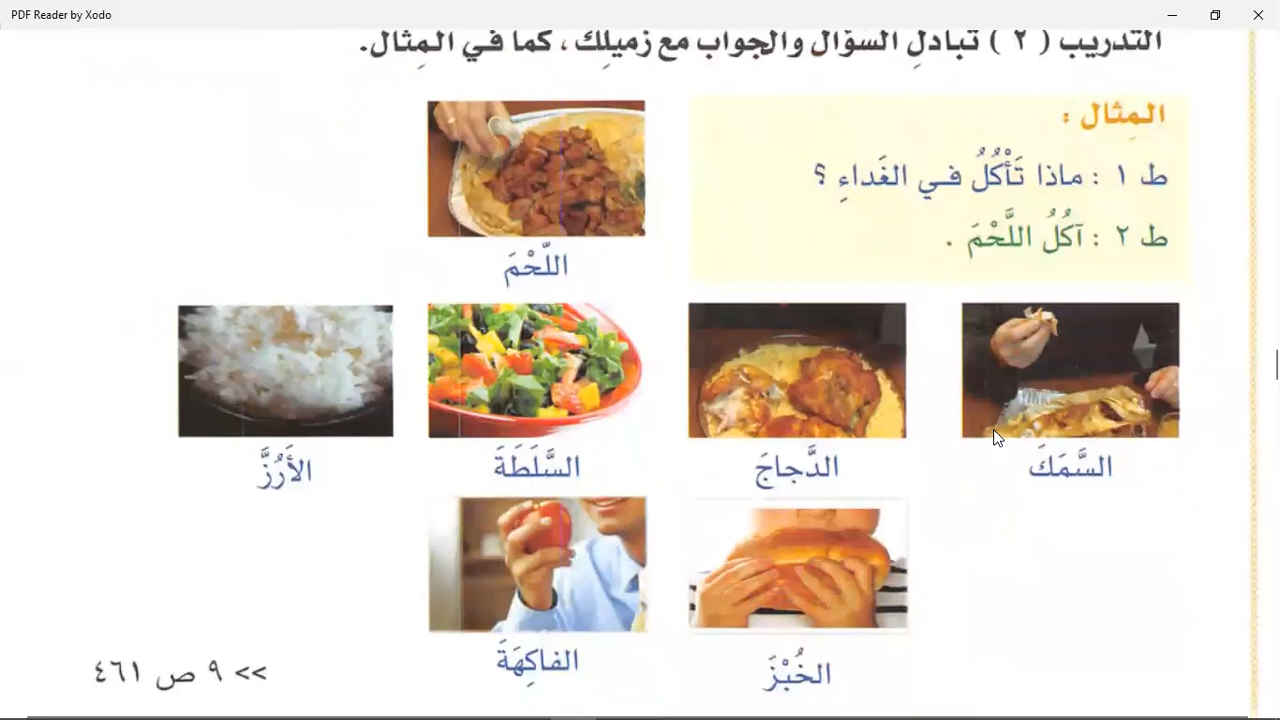 PDF Reader by Xodo
التدريب ( ٢ ) تبادلِ السؤال والجواب مع زميلِك ، كما في المِثال.
المِثال :
ط ١ : ماذا تَأْكُلُ في الغَداءِ ؟
ط ٢ : آكُلُ اللَّحْمَ .
اللَّحْمَ
السَّمَكَ
الدَّجاجَ
السَّلَطَةَ
الأَرُزَّ
الخُبْزَ
الفاكِهَةَ
>> ٩ ص ٤٦١